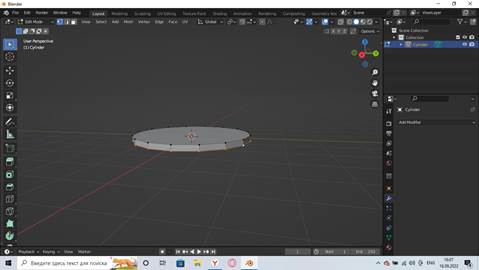 Blender
File Edit Render Window Help Layout Modeling Sculpting UV Editing Texture Paint Shading Animation Rendering Compositing Geometry No Scene ViewLayer
Edit Mode View Select Add Mesh Vertex Edge Face UV Global
X Y Z Options
User Perspective
(1) Cylinder
Scene Collection
Collection
Cylinder
Cylinder
Add Modifier
Playback Keying View Marker
1 Start 1 End 250
Введите здесь текст для поиска
ENG
16.09.2022